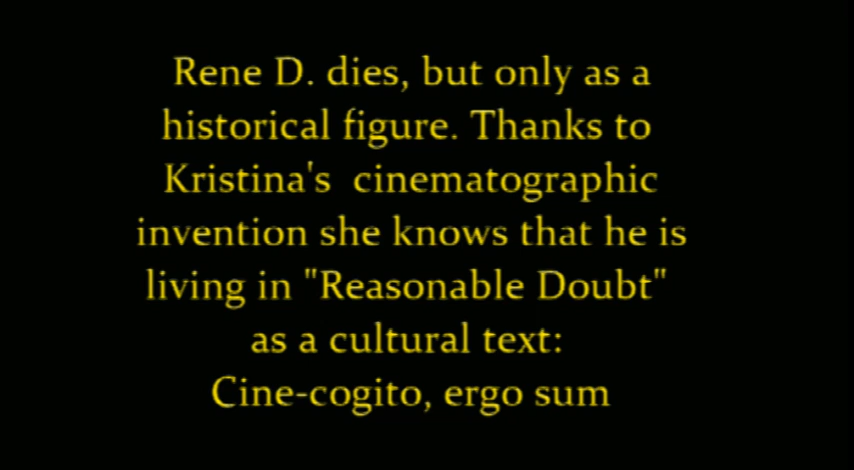 Rene D. dies, but only as a
historical figure. Thanks to
Kristina's  cinematographic
invention she knows that he is
living in "Reasonable Doubt"
as a cultural text:
Cine-cogito, ergo sum